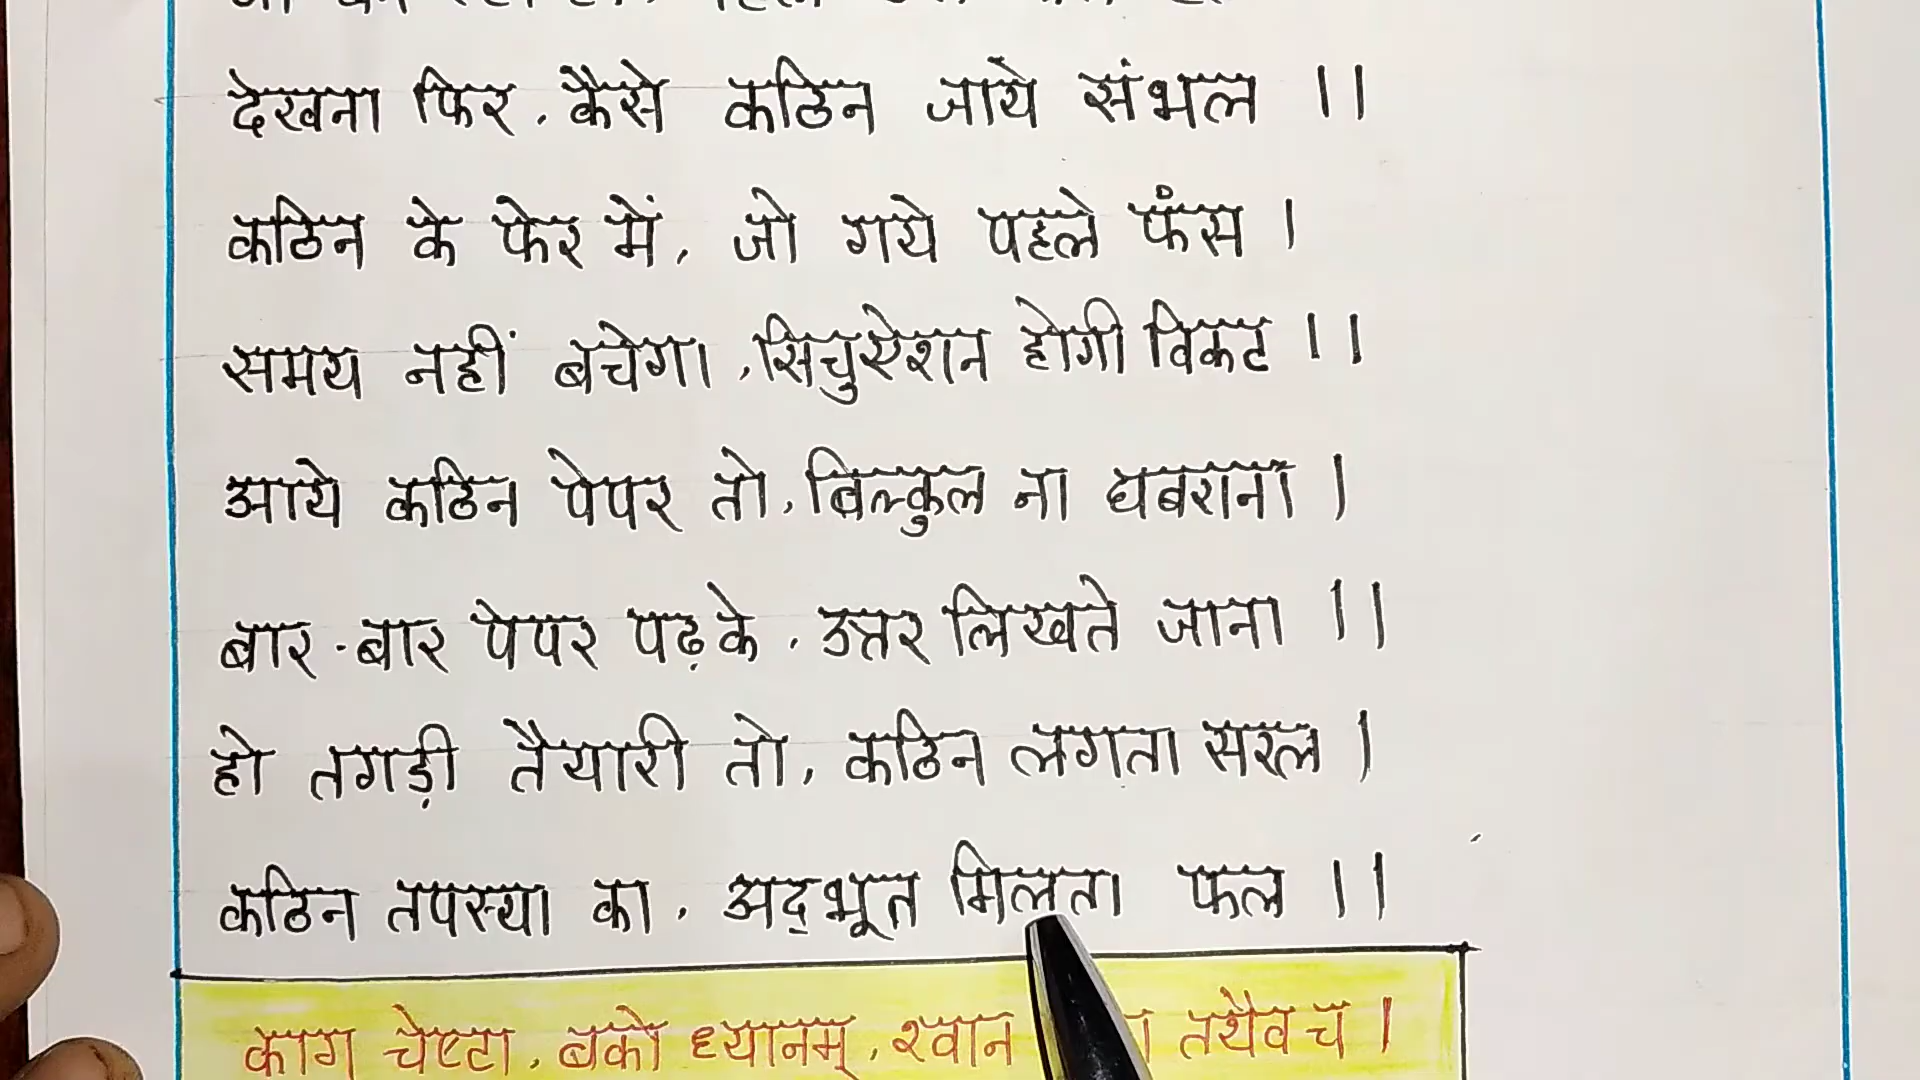 देखना फिर, कैसे कठिन जाये संभल ।।
कठिन के फेर में, जो गये पहले फंस ।
समय नहीं बचेगा, सिचुऐशन होगी विकट ।।
आये कठिन पेपर तो, बिल्कुल ना घबराना ।
बार-बार पेपर पढ़के, उत्तर लिखते जाना ।।
हो तगड़ी तैयारी तो, कठिन लगता सरल ।
कठिन तपस्या का, अद्भूत मिलता फल ।।
काग चेष्टा, बको ध्यानम्, श्वान तथैव च ।